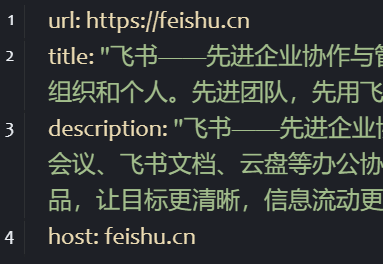 1 url: https://feishu.cn
2 title: "飞书——先进企业协作与管
组织和个人。先进团队，先用飞
3 description: "飞书——先进企业协
会议、飞书文档、云盘等办公协
品，让目标更清晰，信息流动更
4 host: feishu.cn